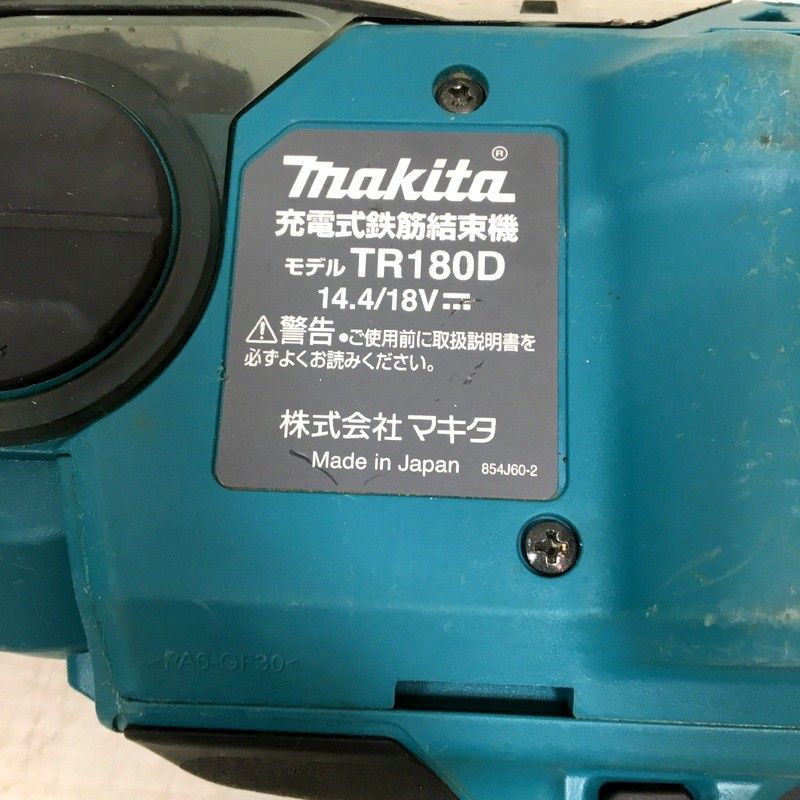 makita®
充電式鉄筋結束機
モデル TR180D
14.4/18V⎓
⚠警告 ●ご使用前に取扱説明書を
必ずよくお読みください。
株式会社マキタ
Made in Japan 854J60-2
>PA6-GF30<